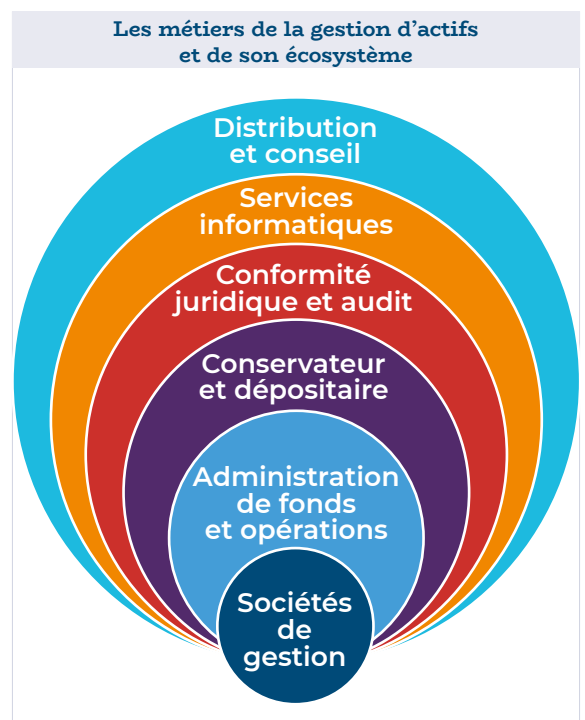 Les métiers de la gestion d’actifs
et de son écosystème
Distribution
et conseil
Services
informatiques
Conformité
juridique et audit
Conservateur
et dépositaire
Administration
de fonds
et opérations
Sociétés
de
gestion